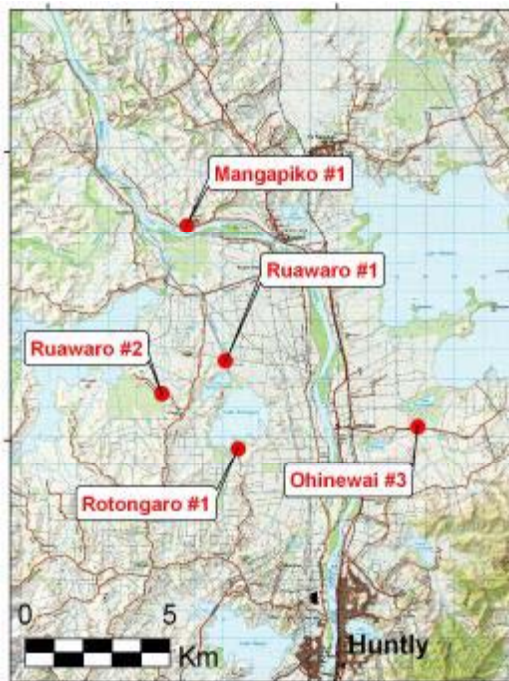 Mangapiko #1
Ruawaro #1
Ruawaro #2
Ohinewai #3
Rotongaro #1
0 5
Km
Huntly